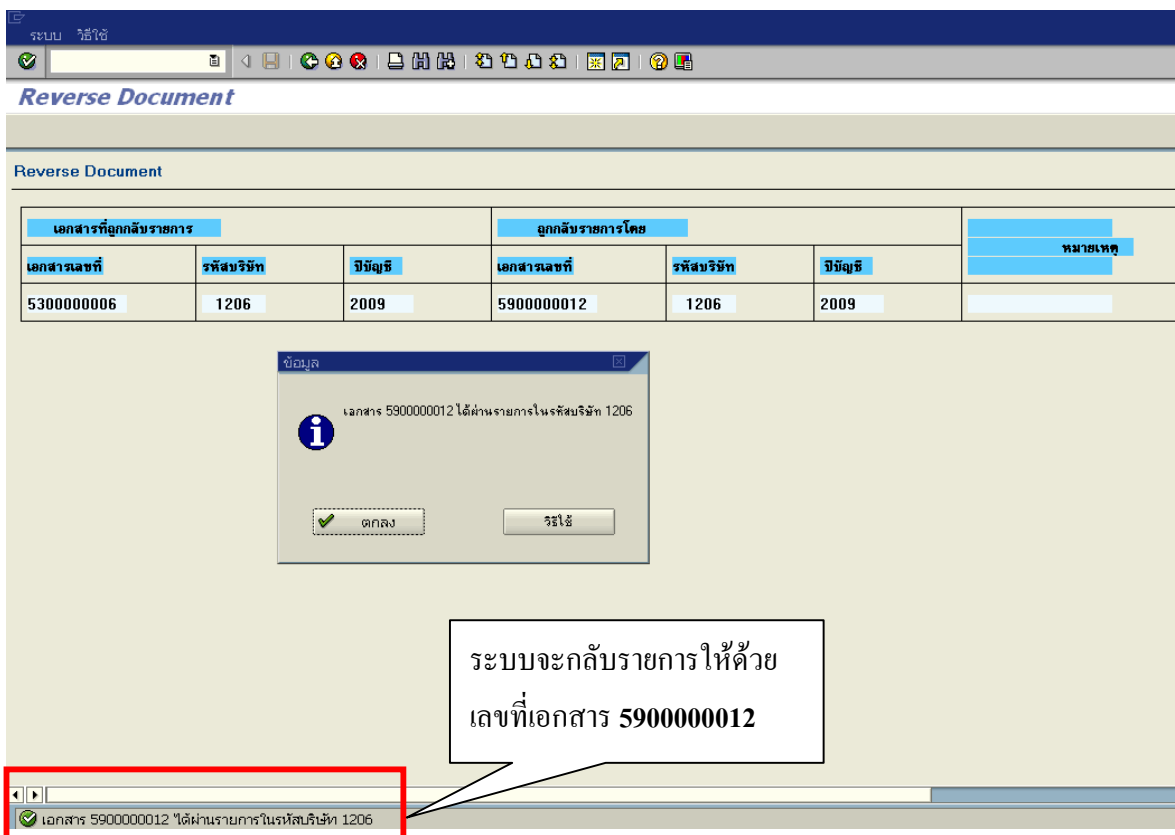 ระบบ วิธีใช้
Reverse Document
Reverse Document
เอกสารที่ถูกกลับรายการ ถูกกลับรายการโดย
หมายเหตุ
เอกสารเลขที่ รหัสบริษัท ปีบัญชี เอกสารเลขที่ รหัสบริษัท ปีบัญชี
5300000006 1206 2009 5900000012 1206 2009
ข้อมูล
เอกสาร 5900000012 ได้ผ่านรายการในรหัสบริษัท 1206
ตกลง วิธีใช้
ระบบจะกลับรายการให้ด้วย
เลขที่เอกสาร 5900000012
เอกสาร 5900000012 ได้ผ่านรายการในรหัสบริษัท 1206